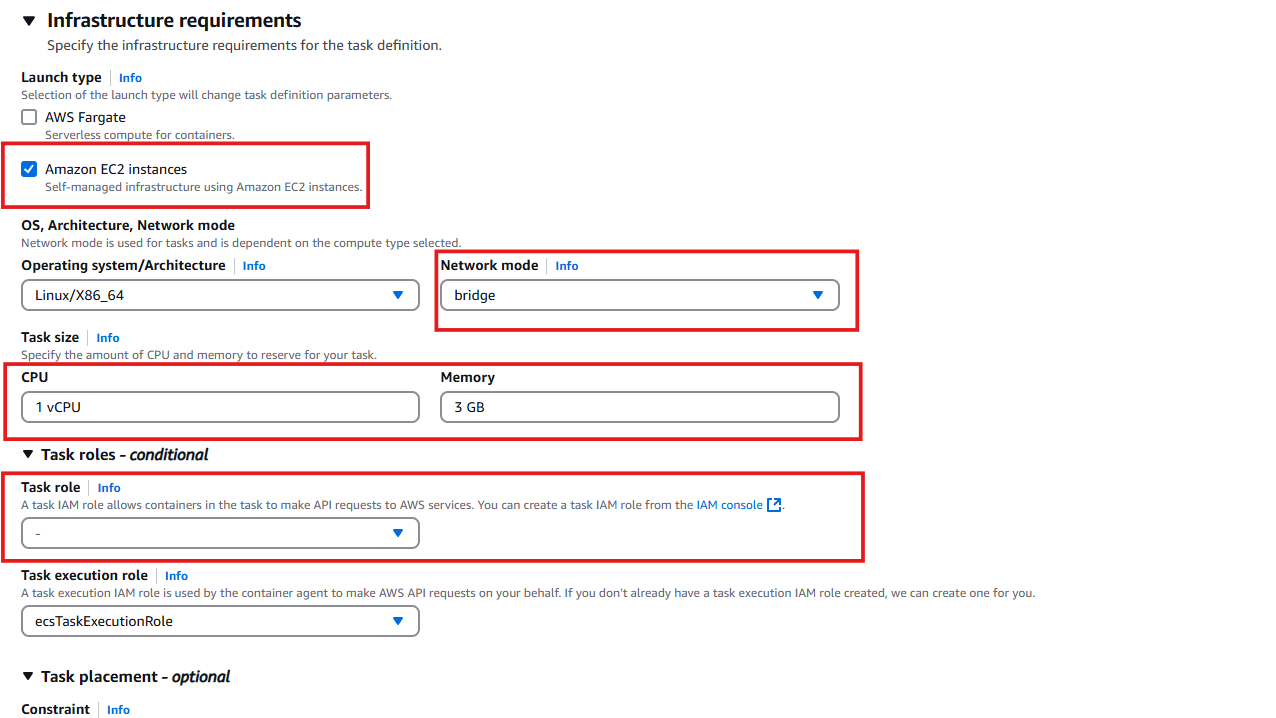 Infrastructure requirements
Specify the infrastructure requirements for the task definition.
Launch type Info
Selection of the launch type will change task definition parameters.
AWS Fargate
Serverless compute for containers.
Amazon EC2 instances
Self-managed infrastructure using Amazon EC2 instances.
OS, Architecture, Network mode
Network mode is used for tasks and is dependent on the compute type selected.
Operating system/Architecture Info Network mode Info
Linux/X86_64 bridge
Task size Info
Specify the amount of CPU and memory to reserve for your task.
CPU Memory
1 vCPU 3 GB
Task roles - conditional
Task role Info
A task IAM role allows containers in the task to make API requests to AWS services. You can create a task IAM role from the IAM console.
-
Task execution role Info
A task execution IAM role is used by the container agent to make AWS API requests on your behalf. If you don't already have a task execution IAM role created, we can create one for you.
ecsTaskExecutionRole
Task placement - optional
Constraint Info